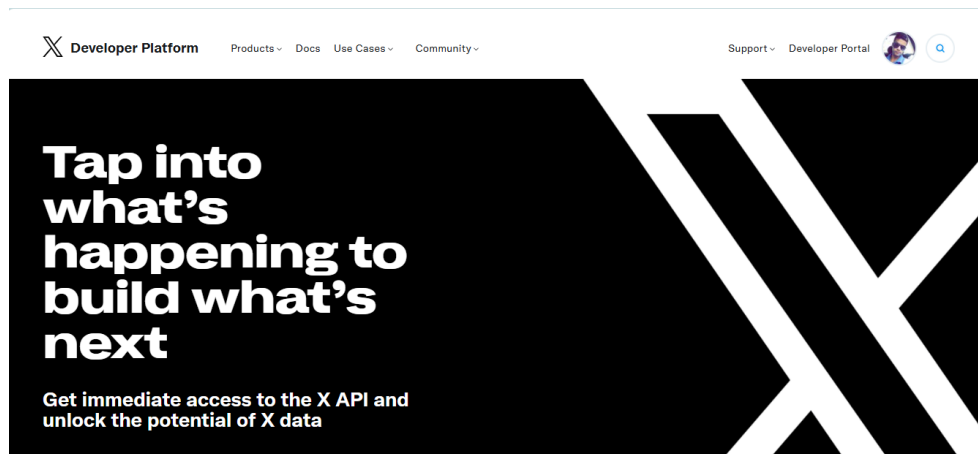 X Developer Platform Products Docs Use Cases Community Support Developer Portal
Tap into
what's
happening to
build what's
next
Get immediate access to the X API and
unlock the potential of X data